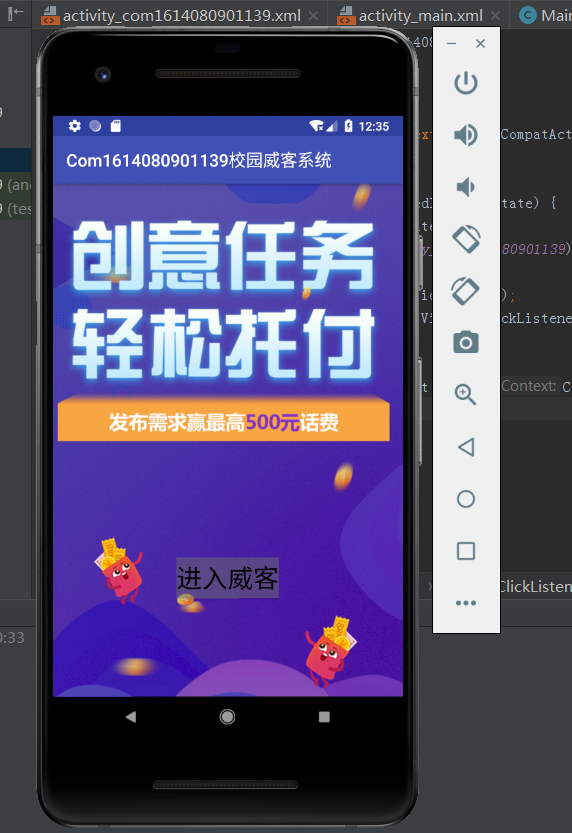 activity_com1614080901139.xml
activity_main.xml
C
Main
12:35
Com1614080901139校园威客系统
创意任务
轻松托付
发布需求赢最高500元话费
进入威客
(and
(tes
CompatAct
tate) {
80901139)
);
ckListene
Context: C
ClickListen
0:33